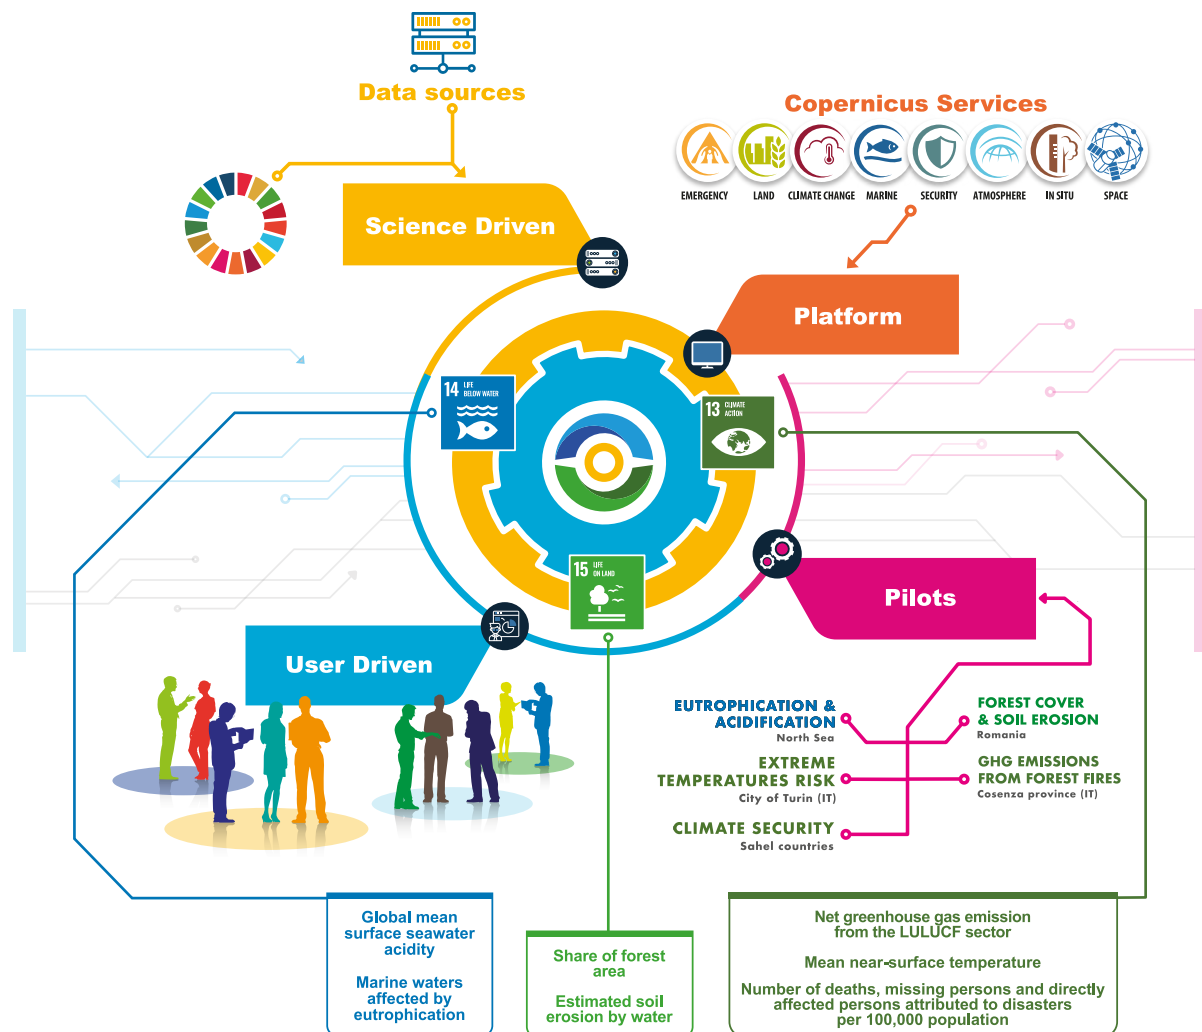 Data sources
Copernicus Services
EMERGENCY
LAND
CLIMATE CHANGE
MARINE
SECURITY
ATMOSPHERE
IN SITU
SPACE
Science Driven
Platform
14 LIFE
BELOW WATER
13 CLIMATE
ACTION
15 LIFE
ON LAND
Pilots
User Driven
EUTROPHICATION &
ACIDIFICATION
North Sea
FOREST COVER
& SOIL EROSION
Romania
EXTREME
TEMPERATURES RISK
City of Turin (IT)
GHG EMISSIONS
FROM FOREST FIRES
Cosenza province (IT)
CLIMATE SECURITY
Sahel countries
Global mean
surface seawater
acidity
Marine waters
affected by
eutrophication
Share of forest
area
Estimated soil
erosion by water
Net greenhouse gas emission
from the LULUCF sector
Mean near-surface temperature
Number of deaths, missing persons and directly
affected persons attributed to disasters
per 100,000 population